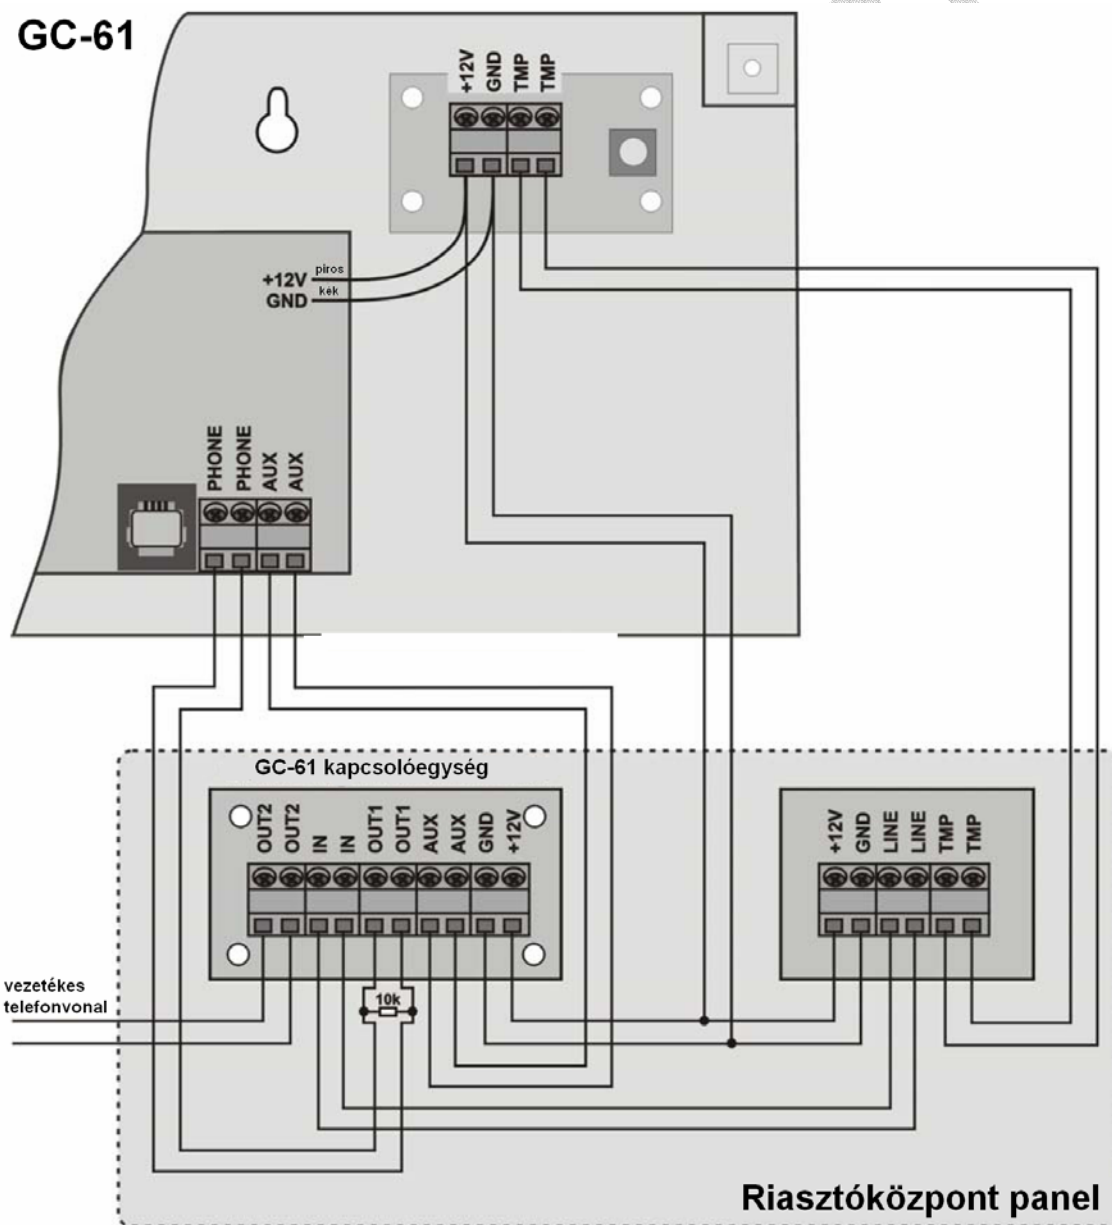 GC-61
+12V GND TMP TMP
+12V piros
GND kék
PHONE PHONE AUX AUX
GC-61 kapcsolóegység
OUT2 OUT2 IN IN OUT1 OUT1 AUX AUX GND +12V
+12V GND LINE LINE TMP TMP
vezetékes
telefonvonal
10k
Riasztóközpont panel